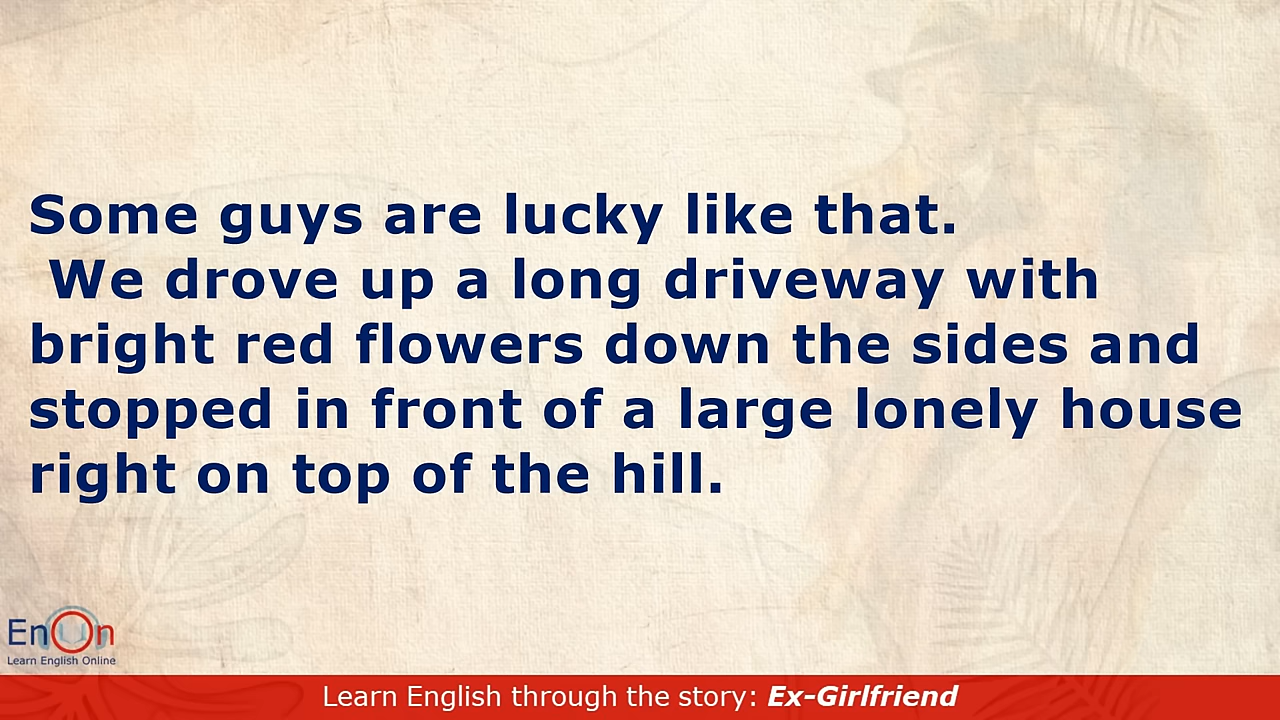 Some guys are lucky like that.
We drove up a long driveway with
bright red flowers down the sides and
stopped in front of a large lonely house
right on top of the hill.
EnOn
Learn English Online
Learn English through the story: Ex-Girlfriend